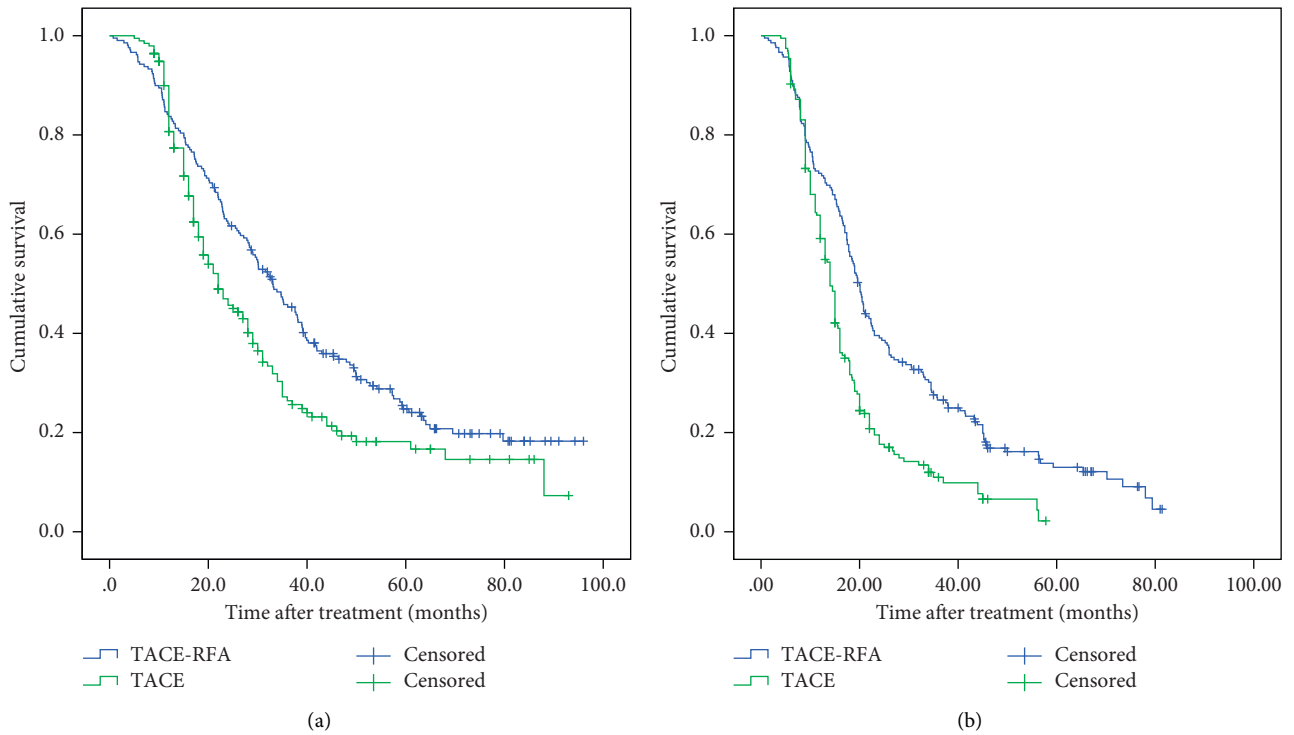 Cumulative survival
1.0
0.8
0.6
0.4
0.2
0.0
.0 20.0 40.0 60.0 80.0 100.0
Time after treatment (months)
TACE-RFA Censored
TACE Censored
(a)
Cumulative survival
1.0
0.8
0.6
0.4
0.2
0.0
.00 20.00 40.00 60.00 80.00 100.00
Time after treatment (months)
TACE-RFA Censored
TACE Censored
(b)